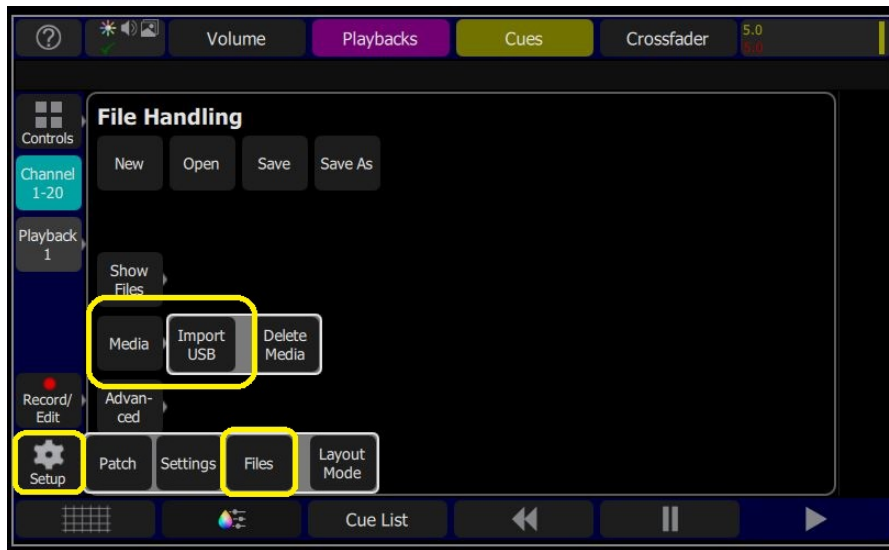 ?
Volume
Playbacks
Cues
Crossfader
5.0
5.0
Controls
File Handling
New
Open
Save
Save As
Channel
1-20
Playback
1
Show
Files
Media
Import
USB
Delete
Media
Record/
Edit
Advan-
ced
Setup
Patch
Settings
Files
Layout
Mode
Cue List